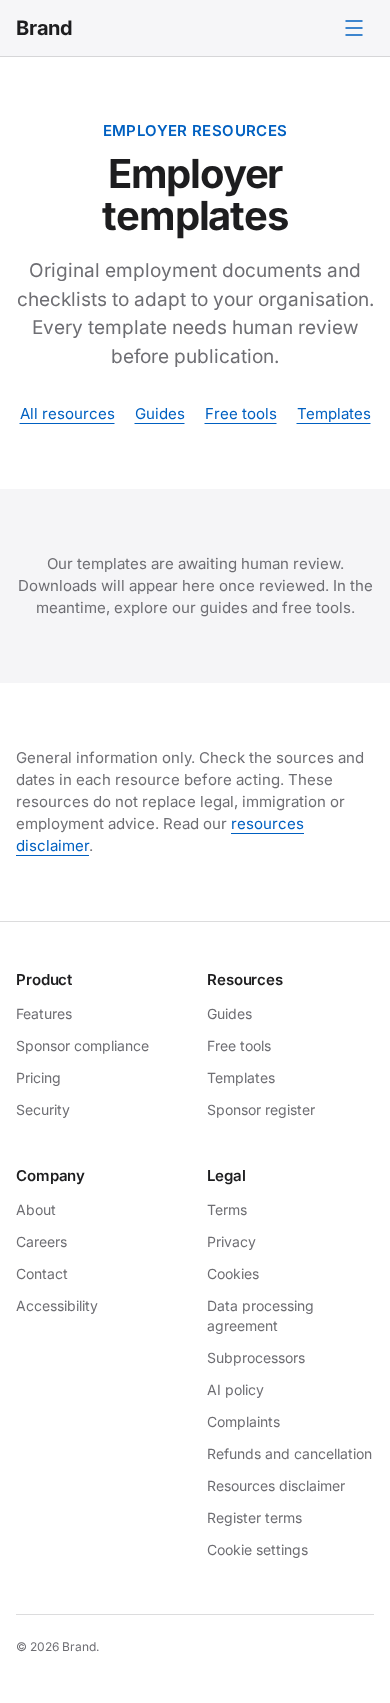 Brand
EMPLOYER RESOURCES
Employer
templates
Original employment documents and
checklists to adapt to your organisation.
Every template needs human review
before publication.
All resources Guides Free tools Templates
Our templates are awaiting human review.
Downloads will appear here once reviewed. In the
meantime, explore our guides and free tools.
General information only. Check the sources and
dates in each resource before acting. These
resources do not replace legal, immigration or
employment advice. Read our resources
disclaimer.
Product
Features
Sponsor compliance
Pricing
Security
Resources
Guides
Free tools
Templates
Sponsor register
Company
About
Careers
Contact
Accessibility
Legal
Terms
Privacy
Cookies
Data processing
agreement
Subprocessors
AI policy
Complaints
Refunds and cancellation
Resources disclaimer
Register terms
Cookie settings
© 2026 Brand.